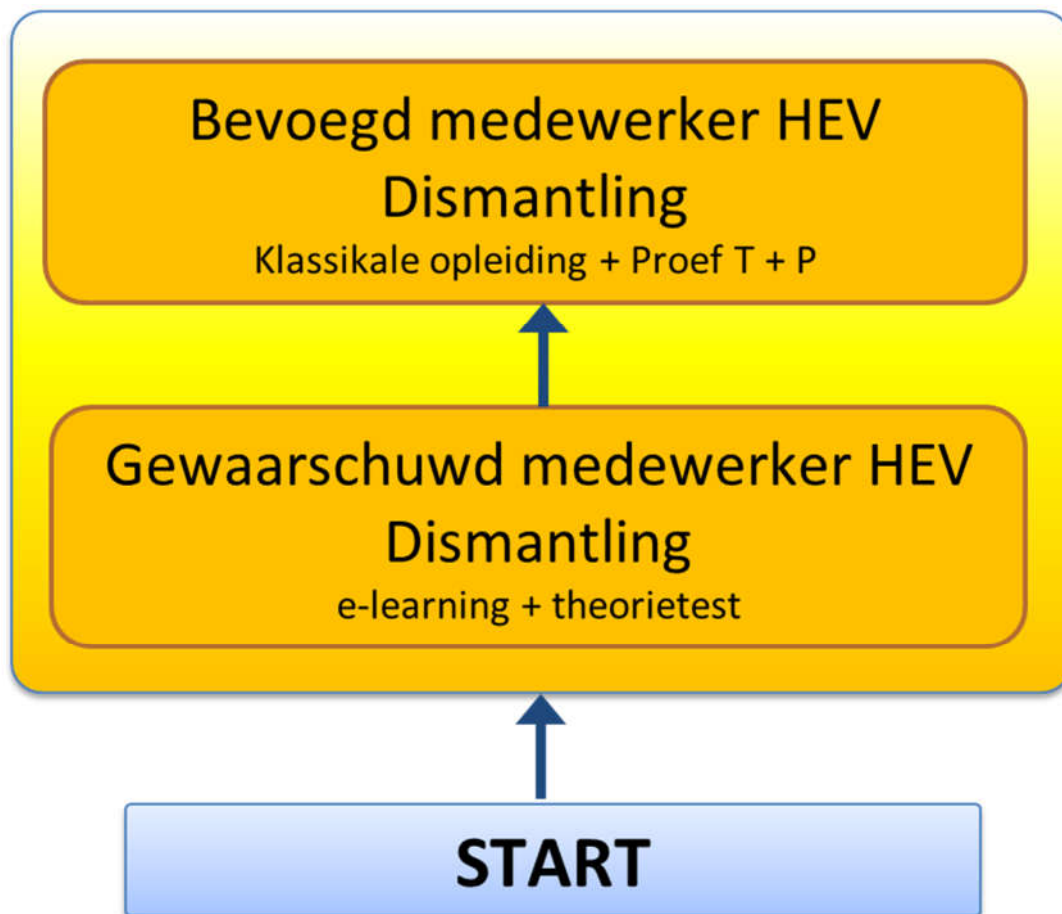 Bevoegd medewerker HEV
Dismantling
Klassikale opleiding + Proef T + P
Gewaarschuwd medewerker HEV
Dismantling
e-learning + theorietest
START